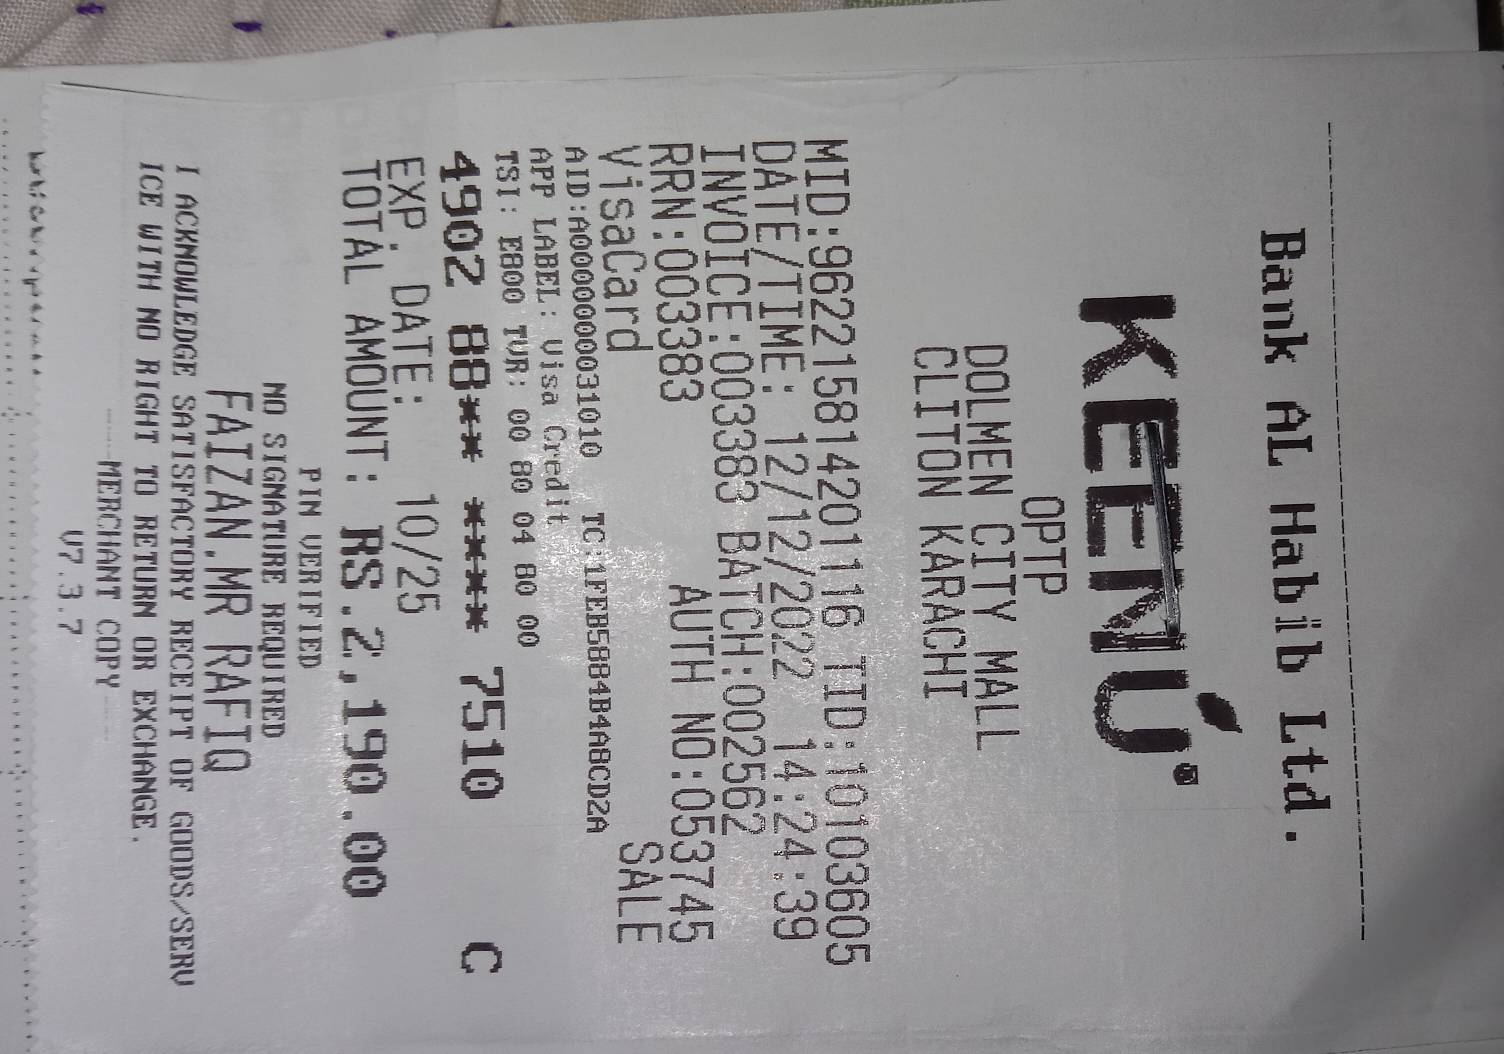 Bank AL Habib Ltd.
KEENÚ®
OPTP
DOLMEN CITY MALL
CLITON KARACHI
MID:962215814201116 TID:10103605
DATE/TIME: 12/12/2022 14:24:39
INVOICE:003383 BATCH:002562
RRN:003383 AUTH NO:053745
VisaCard SALE
AID:A0000000031010 TC:1FEB5884B4A8CD2A
APP LABEL: Visa Credit
TSI: E800 TVR: 00 80 04 80 00
4902 88** **** 7510 C
EXP. DATE: 10/25
TOTAL AMOUNT: RS.2,190.00
PIN VERIFIED
NO SIGNATURE REQUIRED
FAIZAN.MR RAFIQ
I ACKNOWLEDGE SATISFACTORY RECEIPT OF GOODS/SERV
ICE WITH NO RIGHT TO RETURN OR EXCHANGE.
----MERCHANT COPY----
V7.3.7